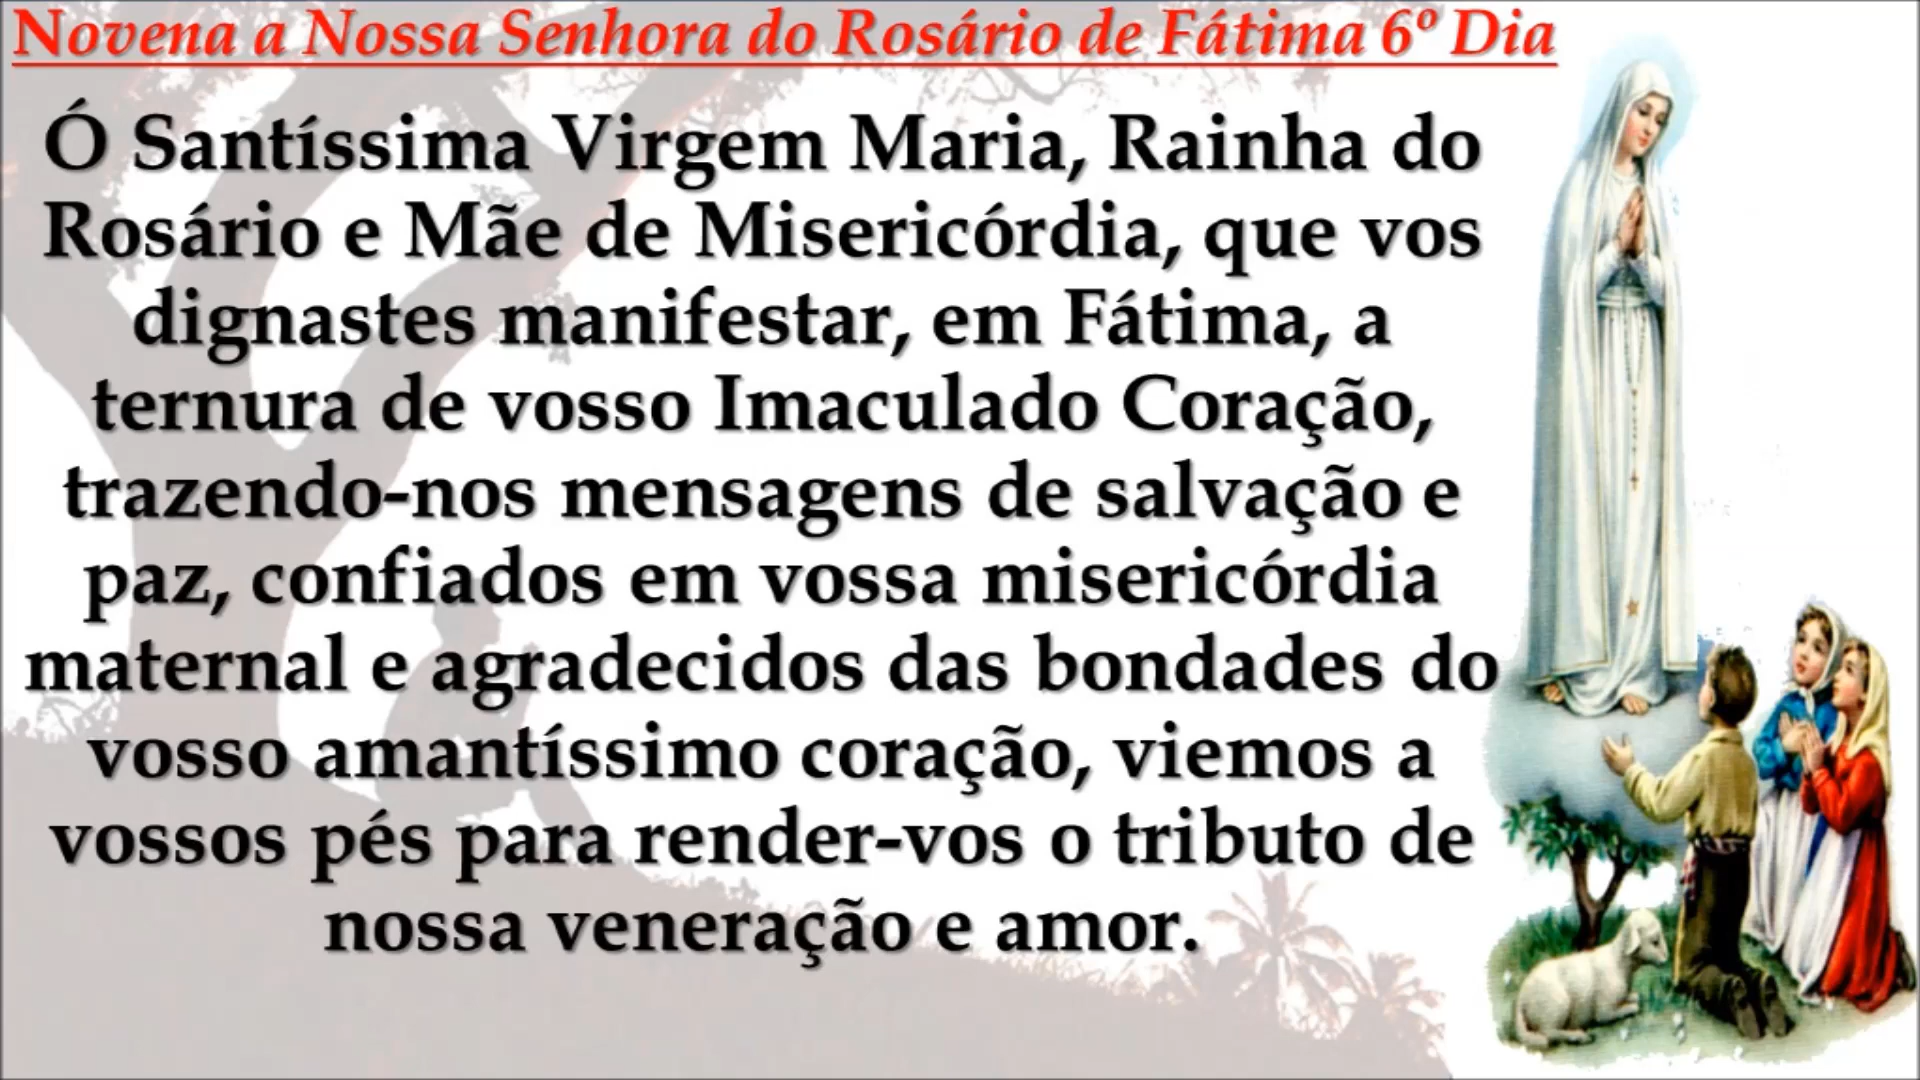 Novena a Nossa Senhora do Rosário de Fátima 6º Dia
Ó Santíssima Virgem Maria, Rainha do
Rosário e Mãe de Misericórdia, que vos
dignastes manifestar, em Fátima, a
ternura de vosso Imaculado Coração,
trazendo-nos mensagens de salvação e
paz, confiados em vossa misericórdia
maternal e agradecidos das bondades do
vosso amantíssimo coração, viemos a
vossos pés para render-vos o tributo de
nossa veneração e amor.